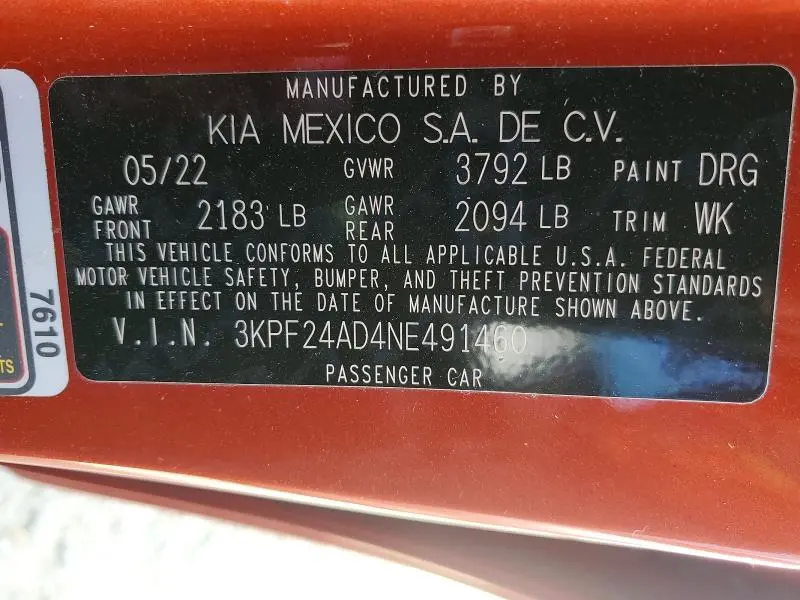 MANUFACTURED BY
KIA MEXICO S.A. DE C.V.
05/22 GVWR 3792 LB PAINT DRG
GAWR FRONT 2183 LB GAWR REAR 2094 LB TRIM WK
THIS VEHICLE CONFORMS TO ALL APPLICABLE U.S.A. FEDERAL
MOTOR VEHICLE SAFETY, BUMPER, AND THEFT PREVENTION STANDARDS
IN EFFECT ON THE DATE OF MANUFACTURE SHOWN ABOVE.
V.I.N. 3KPF24AD4NE491460
PASSENGER CAR
7610